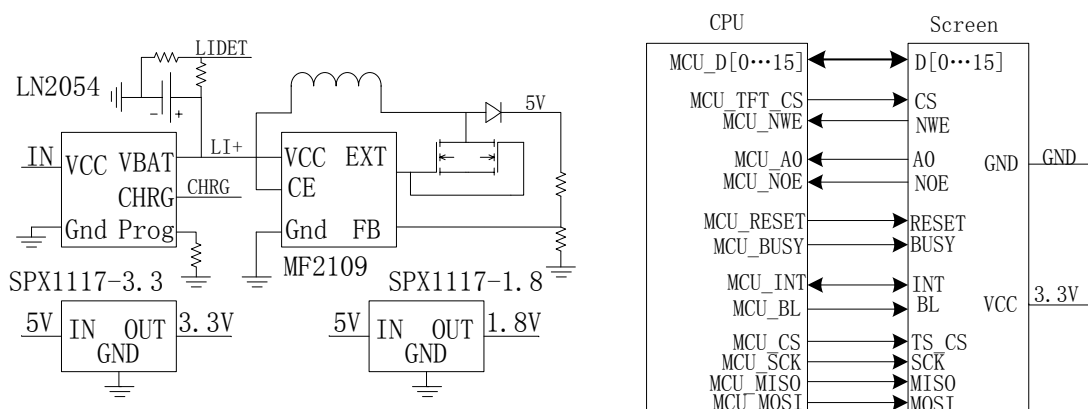 LIDET
LN2054
- +
IN VCC VBAT LI+
CHRG CHRG
Gnd Prog
VCC EXT 5V
CE
Gnd FB
MF2109
SPX1117-3.3
5V IN OUT 3.3V
GND
SPX1117-1.8
5V IN OUT 1.8V
GND
CPU Screen
MCU_D[0···15] D[0···15]
MCU_TFT_CS CS
MCU_NWE NWE
MCU_AO AO
MCU_NOE NOE
GND GND
MCU_RESET RESET
MCU_BUSY BUSY
MCU_INT INT
MCU_BL BL
VCC 3.3V
MCU_CS TS_CS
MCU_SCK SCK
MCU_MISO MISO
MCU_MOSI MOSI